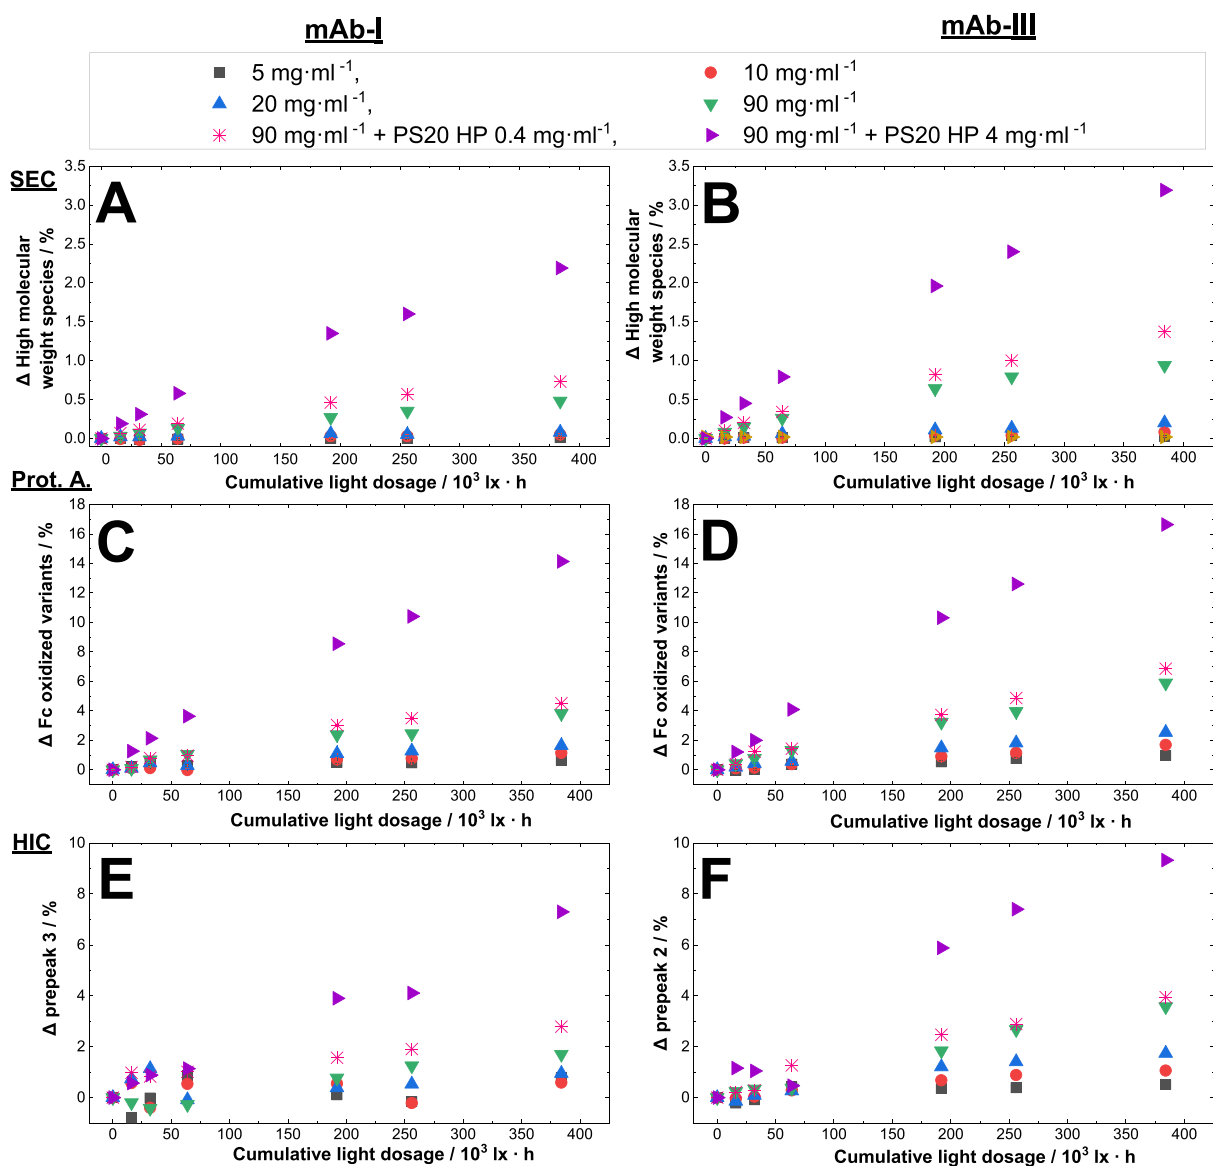 mAb-I
mAb-III
5 mg·ml⁻¹,
10 mg·ml⁻¹
20 mg·ml⁻¹,
90 mg·ml⁻¹
90 mg·ml⁻¹ + PS20 HP 0.4 mg·ml⁻¹,
90 mg·ml⁻¹ + PS20 HP 4 mg·ml⁻¹
SEC
A
Δ High molecular
weight species / %
3.5
3.0
2.5
2.0
1.5
1.0
0.5
0.0
0 50 100 150 200 250 300 350 400
Cumulative light dosage / 10³ lx · h
B
Δ High molecular
weight species / %
3.5
3.0
2.5
2.0
1.5
1.0
0.5
0.0
0 50 100 150 200 250 300 350 400
Cumulative light dosage / 10³ lx · h
Prot. A.
C
Δ Fc oxidized variants / %
18
16
14
12
10
8
6
4
2
0
0 50 100 150 200 250 300 350 400
Cumulative light dosage / 10³ lx · h
D
Δ Fc oxidized variants / %
18
16
14
12
10
8
6
4
2
0
0 50 100 150 200 250 300 350 400
Cumulative light dosage / 10³ lx · h
HIC
E
Δ prepeak 3 / %
10
8
6
4
2
0
0 50 100 150 200 250 300 350 400
Cumulative light dosage / 10³ lx · h
F
Δ prepeak 2 / %
10
8
6
4
2
0
0 50 100 150 200 250 300 350 400
Cumulative light dosage / 10³ lx · h